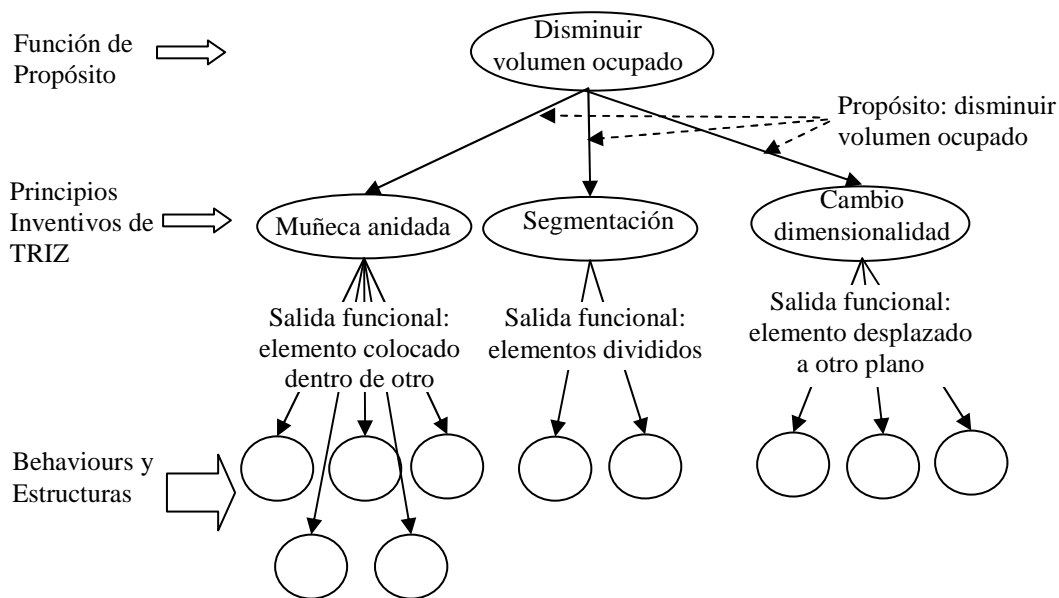 Función de
Propósito
Disminuir
volumen ocupado
Propósito: disminuir
volumen ocupado
Principios
Inventivos de
TRIZ
Muñeca anidada
Segmentación
Cambio
dimensionalidad
Salida funcional:
elemento colocado
dentro de otro
Salida funcional:
elementos divididos
Salida funcional:
elemento desplazado
a otro plano
Behaviours y
Estructuras